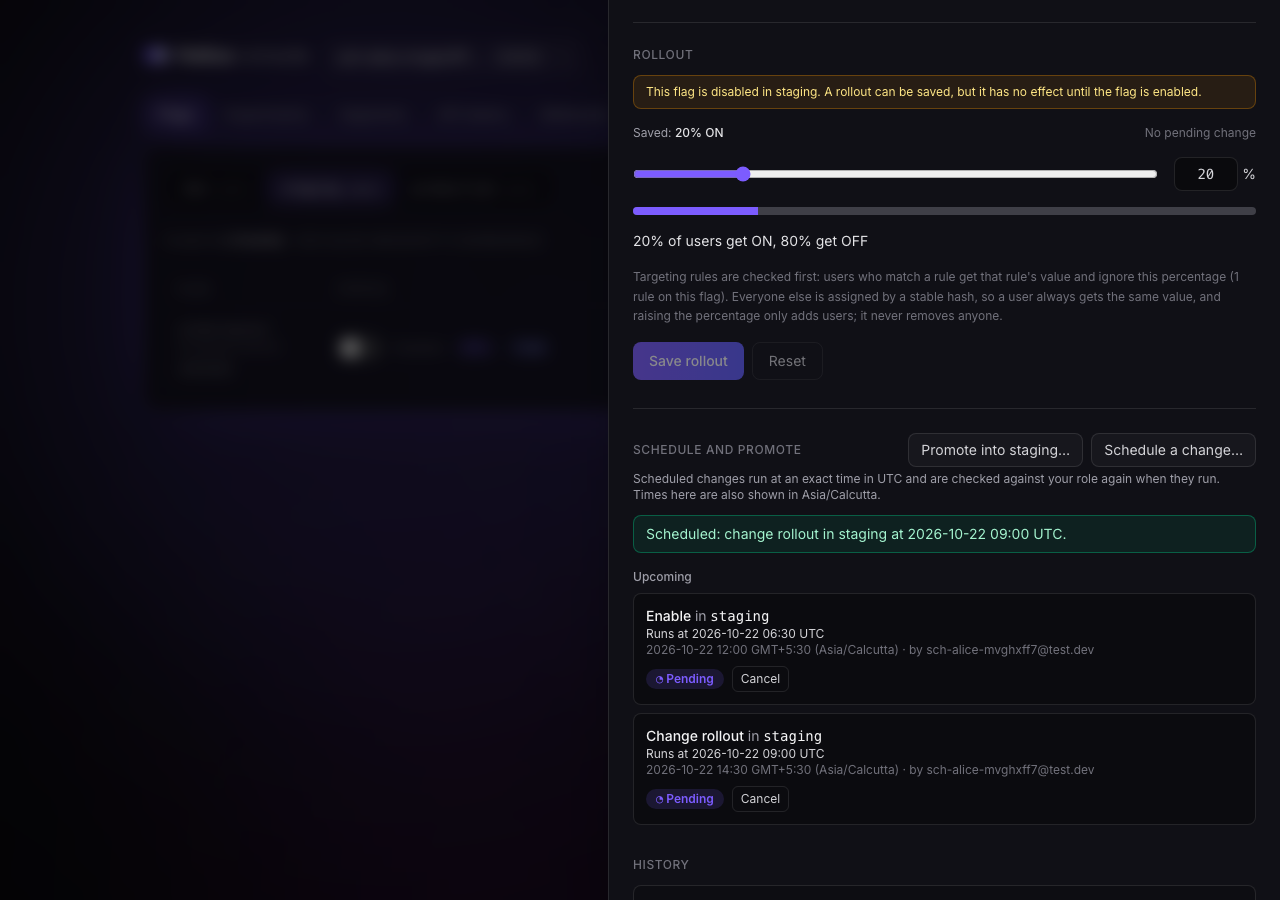 ROLLOUT
This flag is disabled in staging. A rollout can be saved, but it has no effect until the flag is enabled.
Saved: 20% ON
No pending change
20 %
20% of users get ON, 80% get OFF
Targeting rules are checked first: users who match a rule get that rule's value and ignore this percentage (1
rule on this flag). Everyone else is assigned by a stable hash, so a user always gets the same value, and
raising the percentage only adds users; it never removes anyone.
Save rollout
Reset
SCHEDULE AND PROMOTE
Promote into staging...
Schedule a change...
Scheduled changes run at an exact time in UTC and are checked against your role again when they run.
Times here are also shown in Asia/Calcutta.
Scheduled: change rollout in staging at 2026-10-22 09:00 UTC.
Upcoming
Enable in staging
Runs at 2026-10-22 06:30 UTC
2026-10-22 12:00 GMT+5:30 (Asia/Calcutta) · by sch-alice-mvghxff7@test.dev
Pending
Cancel
Change rollout in staging
Runs at 2026-10-22 09:00 UTC
2026-10-22 14:30 GMT+5:30 (Asia/Calcutta) · by sch-alice-mvghxff7@test.dev
Pending
Cancel
HISTORY